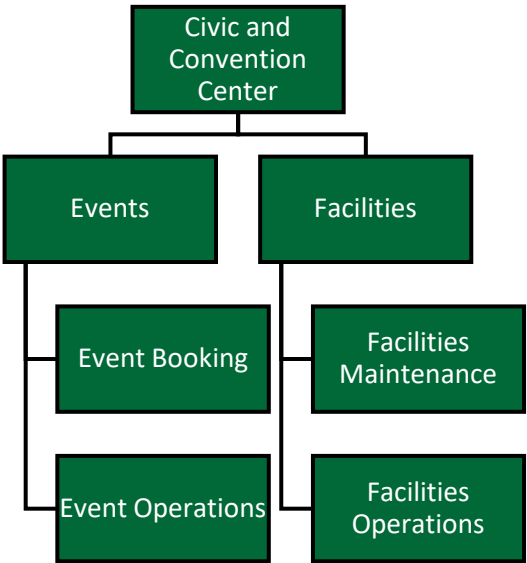 Civic and
Convention
Center
Events
Facilities
Event Booking
Facilities
Maintenance
Event Operations
Facilities
Operations